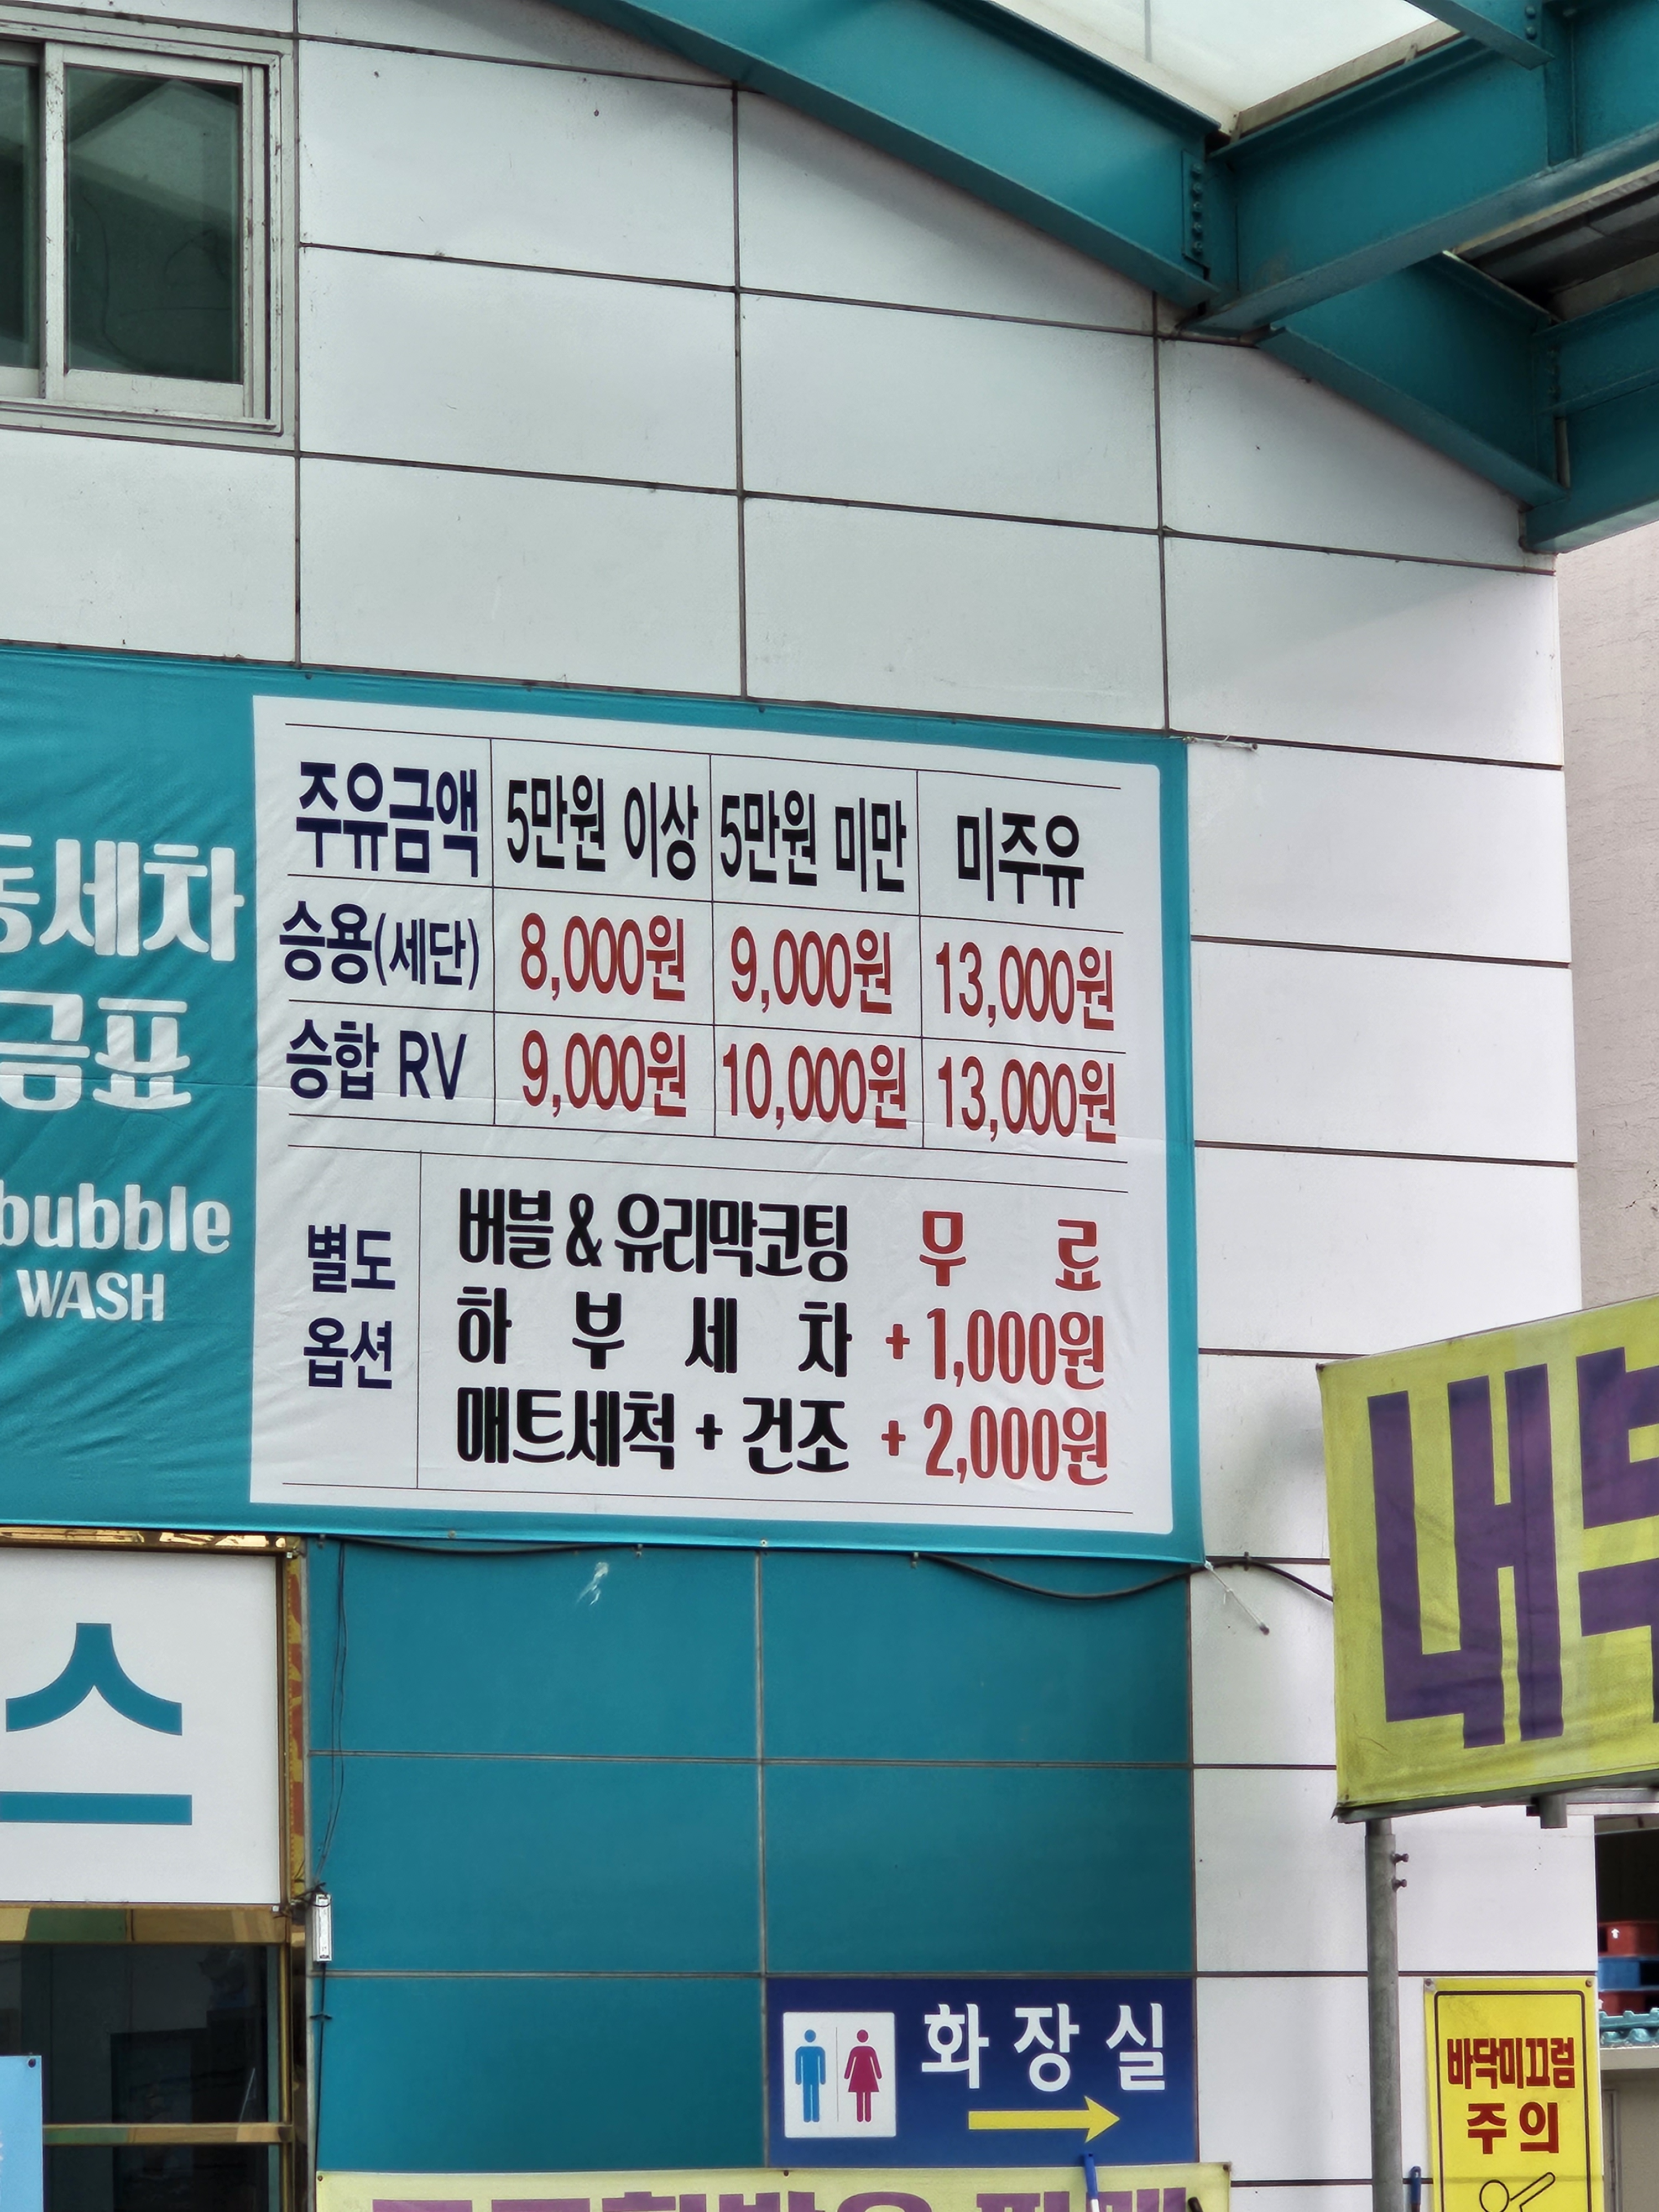 동세차
금표
bubble
WASH
주유금액 5만원 이상 5만원 미만 미주유
승용(세단) 8,000원 9,000원 13,000원
승합 RV 9,000원 10,000원 13,000원
별도
옵션
버블 & 유리막코팅 무 료
하 부 세 차 + 1,000원
매트세척 + 건조 + 2,000원
스
내부
화장실
바닥미끄럼
주의